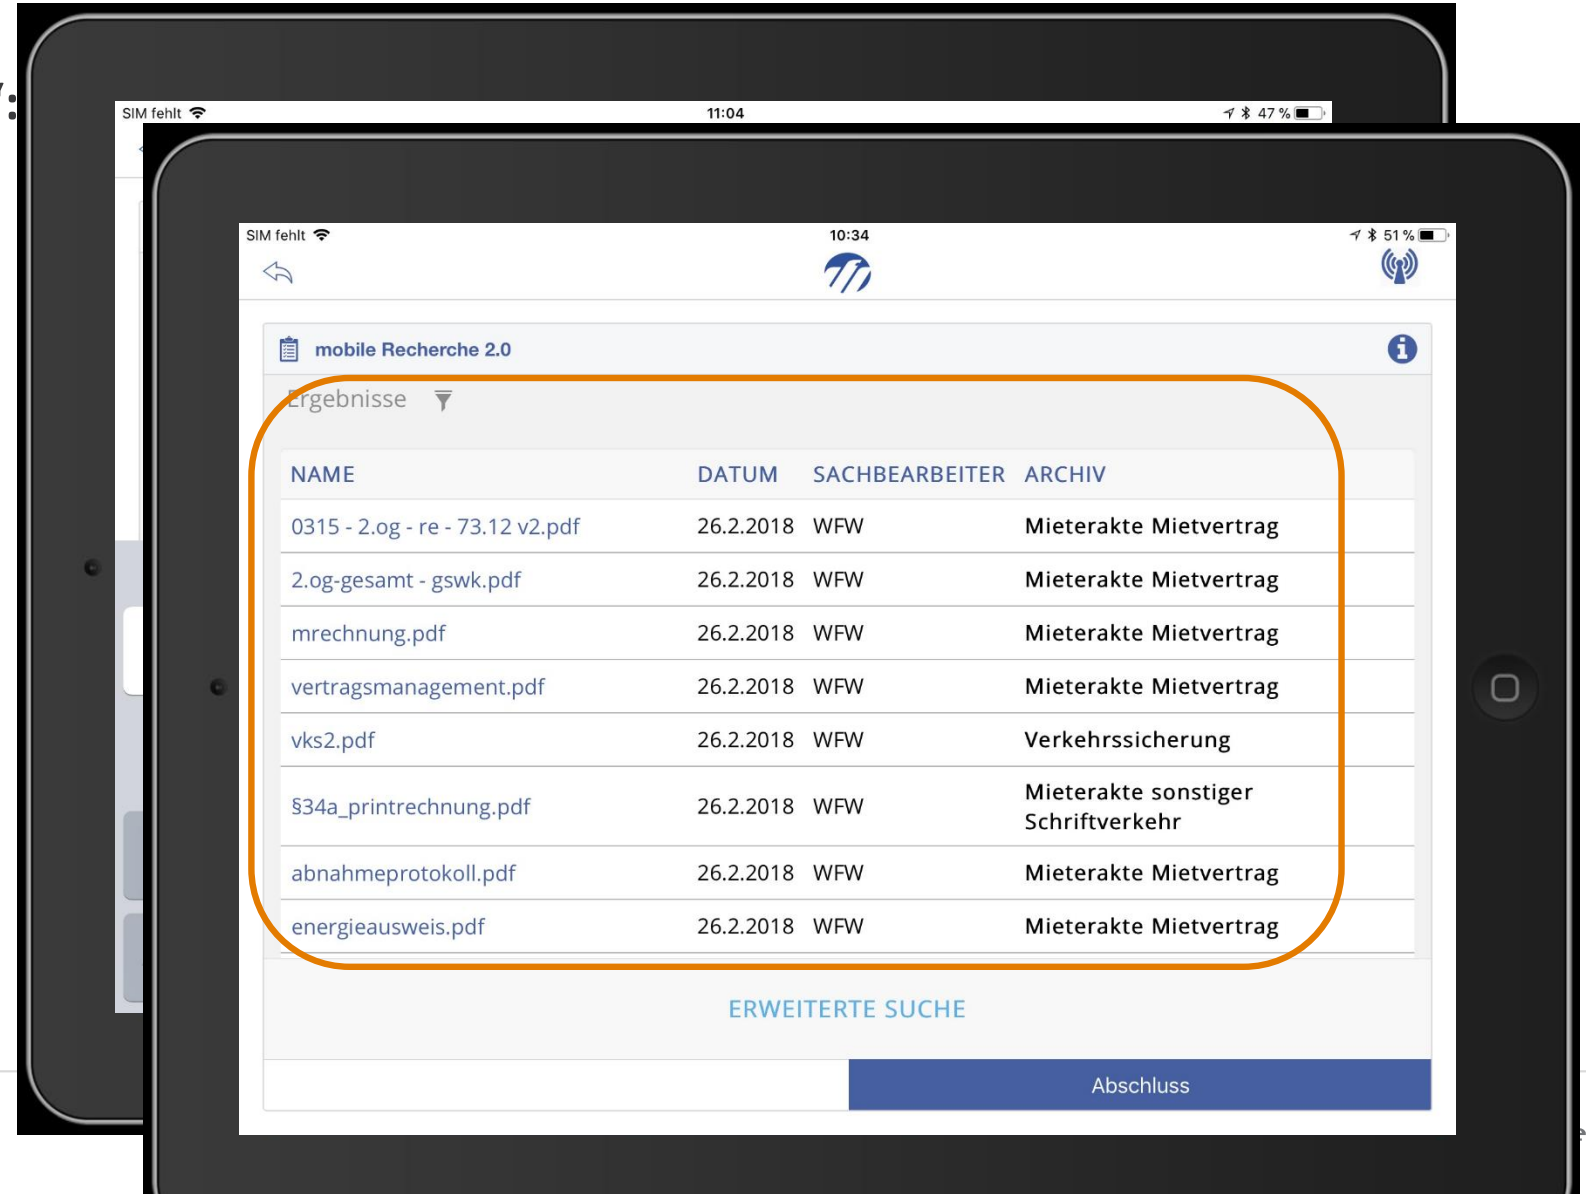 SIM fehlt 11:04 47 %
SIM fehlt 10:34 51 %
mobile Recherche 2.0
Ergebnisse
NAME DATUM SACHBEARBEITER ARCHIV
0315 - 2.og - re - 73.12 v2.pdf 26.2.2018 WFW Mieterakte Mietvertrag
2.og-gesamt - gswk.pdf 26.2.2018 WFW Mieterakte Mietvertrag
mrechnung.pdf 26.2.2018 WFW Mieterakte Mietvertrag
vertragsmanagement.pdf 26.2.2018 WFW Mieterakte Mietvertrag
vks2.pdf 26.2.2018 WFW Verkehrssicherung
§34a_printrechnung.pdf 26.2.2018 WFW Mieterakte sonstiger
Schriftverkehr
abnahmeprotokoll.pdf 26.2.2018 WFW Mieterakte Mietvertrag
energieausweis.pdf 26.2.2018 WFW Mieterakte Mietvertrag
ERWEITERTE SUCHE
Abschluss